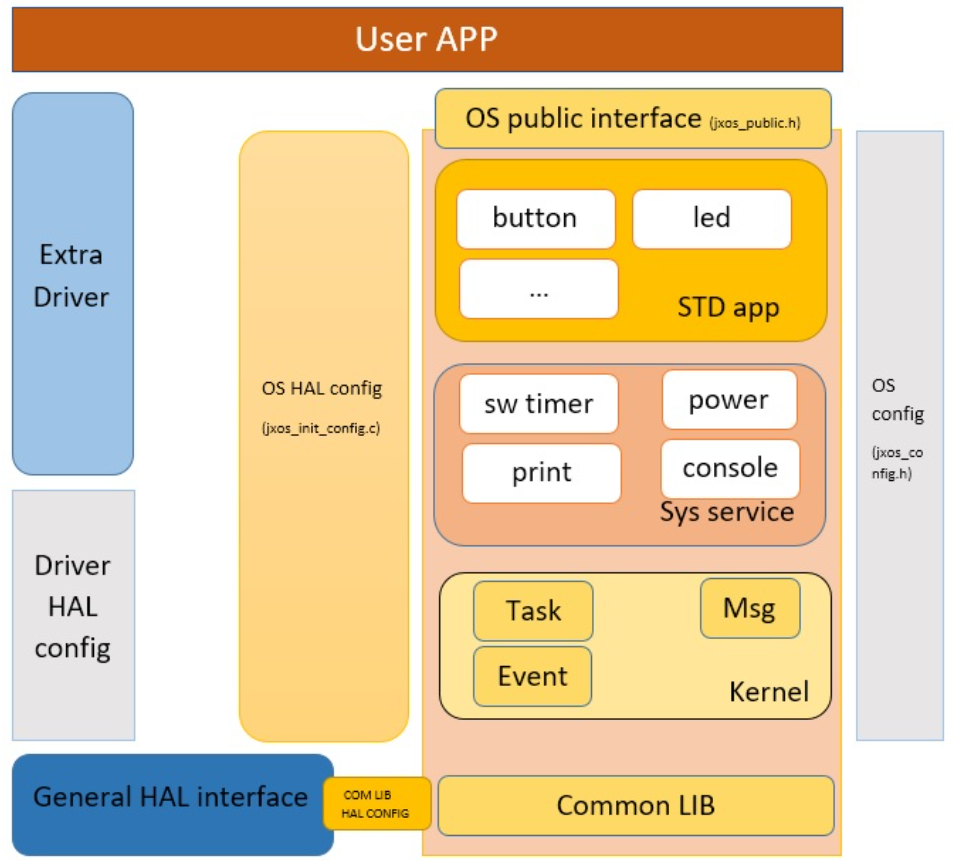 User APP
OS public interface (jxos_public.h)
button
led
...
STD app
Extra
Driver
OS HAL config
(jxos_init_config.c)
sw timer
power
print
console
Sys service
OS
config
(jxos_co
nfig.h)
Driver
HAL
config
Task
Msg
Event
Kernel
General HAL interface
COM LIB
HAL CONFIG
Common LIB